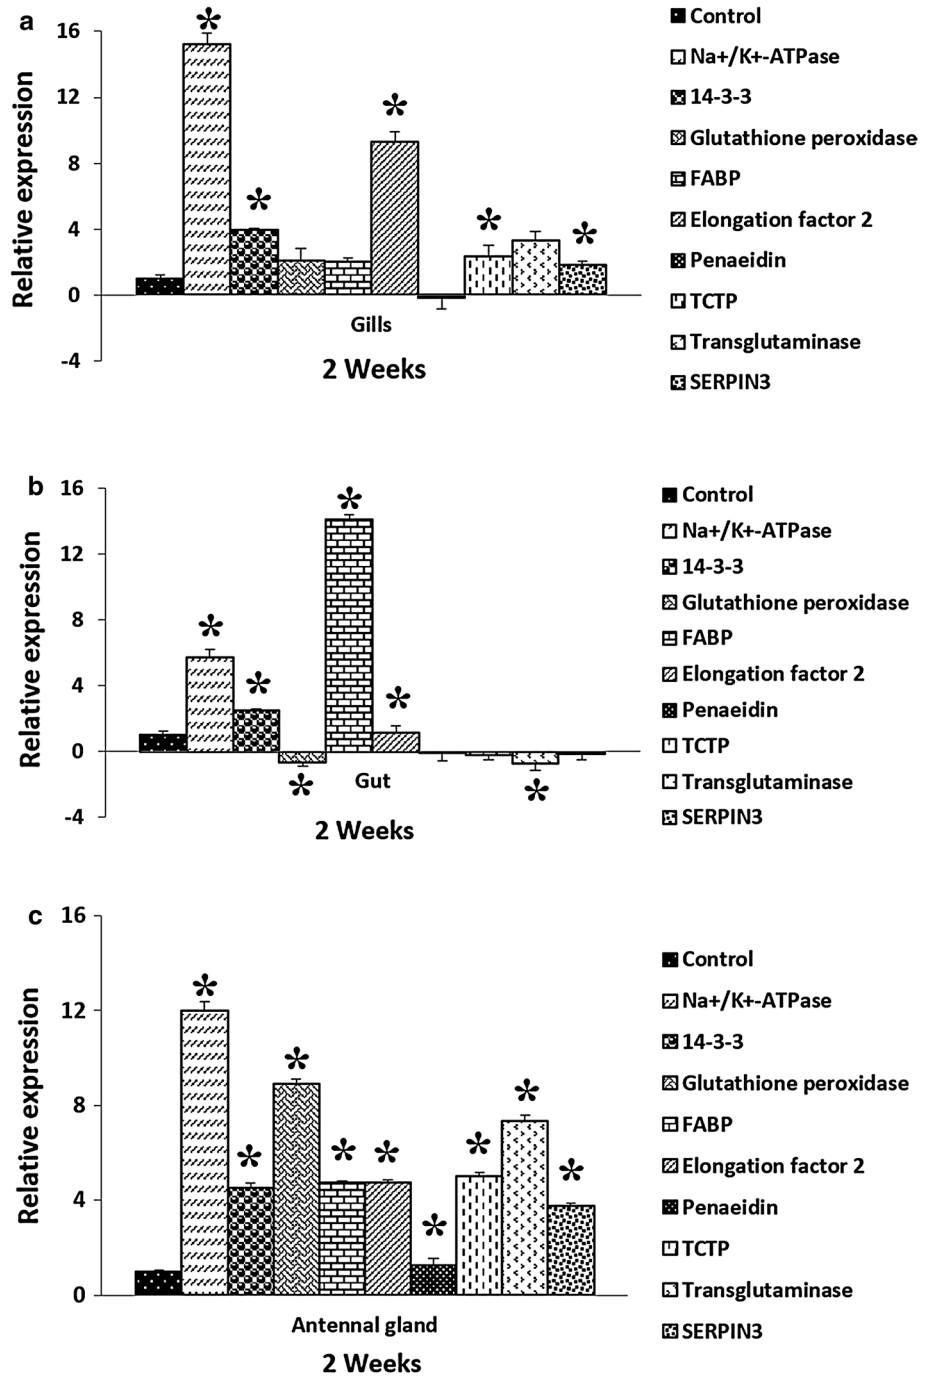 a
Relative expression
16
12
8
4
0
-4
*
*
*
*
*
Gills
2 Weeks
Control
Na+/K+-ATPase
14-3-3
Glutathione peroxidase
FABP
Elongation factor 2
Penaeidin
TCTP
Transglutaminase
SERPIN3
b
Relative expression
16
12
8
4
0
-4
*
*
*
*
*
*
Gut
2 Weeks
Control
Na+/K+-ATPase
14-3-3
Glutathione peroxidase
FABP
Elongation factor 2
Penaeidin
TCTP
Transglutaminase
SERPIN3
c
Relative expression
16
12
8
4
0
*
*
*
*
*
*
*
*
*
Antennal gland
2 Weeks
Control
Na+/K+-ATPase
14-3-3
Glutathione peroxidase
FABP
Elongation factor 2
Penaeidin
TCTP
Transglutaminase
SERPIN3